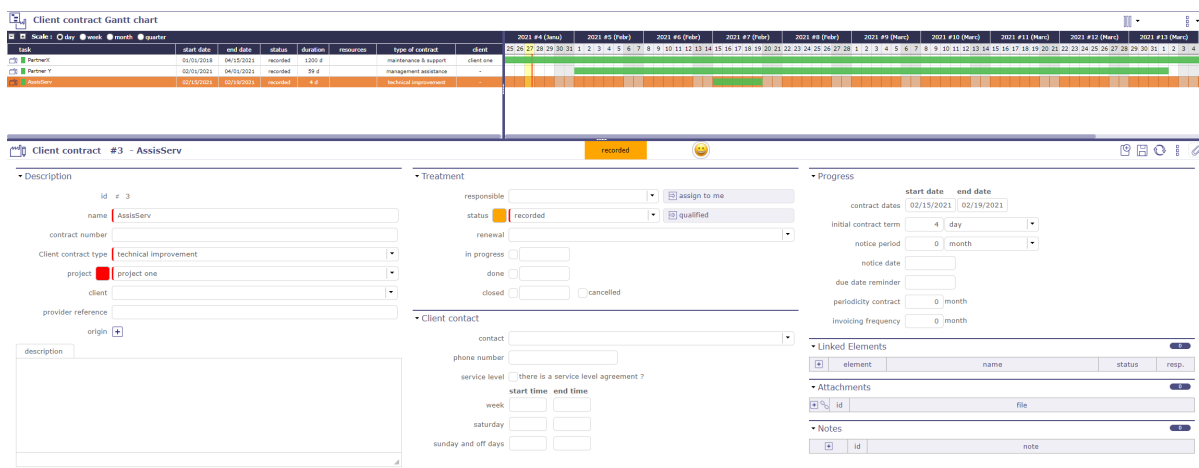 Client contract Gantt chart
Scale : day week month quarter
2021 #4 (Janu) 2021 #5 (Febr) 2021 #6 (Febr) 2021 #7 (Febr) 2021 #8 (Febr) 2021 #9 (Marc) 2021 #10 (Marc) 2021 #11 (Marc) 2021 #12 (Marc) 2021 #13 (Marc)
task start date end date status duration resources type of contract client
25 26 27 28 29 30 31 1 2 3 4 5 6 7 8 9 10 11 12 13 14 15 16 17 18 19 20 21 22 23 24 25 26 27 28 1 2 3 4 5 6 7 8 9 10 11 12 13 14 15 16 17 18 19 20 21 22 23 24 25 26 27 28 29 30 31 1 2 3 4
PartnerX 01/01/2018 04/15/2021 recorded 1200 d maintenance & support client one
Partner Y 02/01/2021 04/01/2021 recorded 59 d management assistance -
AssisServ 02/15/2021 02/19/2021 recorded 4 d technical improvement -
Client contract #3 - AssisServ recorded
Description
id # 3
name AssisServ
contract number
Client contract type technical improvement
project project one
client
provider reference
origin
description
Treatment
responsible assign to me
status recorded qualified
renewal
in progress
done
closed cancelled
Client contact
contact
phone number
service level there is a service level agreement ?
start time end time
week
saturday
sunday and off days
Progress
start date end date
contract dates 02/15/2021 02/19/2021
initial contract term 4 day
notice period 0 month
notice date
due date reminder
periodicity contract 0 month
invoicing frequency 0 month
Linked Elements 0
element name status resp.
Attachments 0
id file
Notes 0
id note